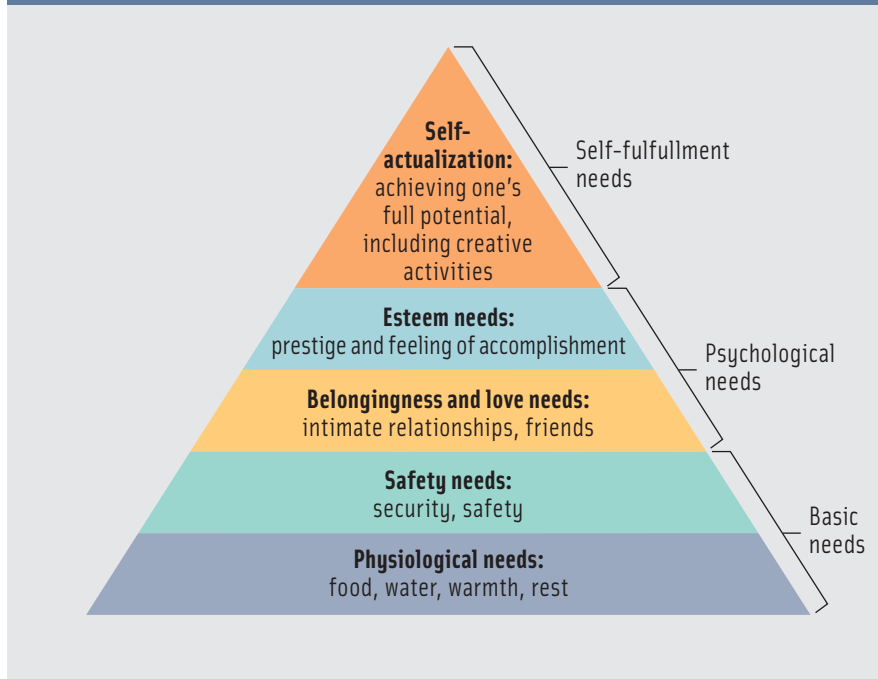 Self-
actualization:
achieving one's
full potential,
including creative
activities
Self-fulfullment
needs
Esteem needs:
prestige and feeling of accomplishment
Psychological
needs
Belongingness and love needs:
intimate relationships, friends
Safety needs:
security, safety
Basic
needs
Physiological needs:
food, water, warmth, rest